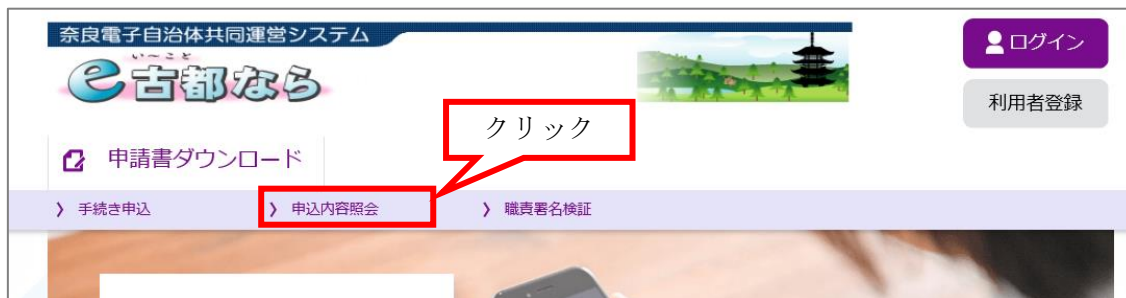 奈良電子自治体共同運営システム
い～こと
e古都なら
ログイン
利用者登録
クリック
申請書ダウンロード
手続き申込
申込内容照会
職責署名検証